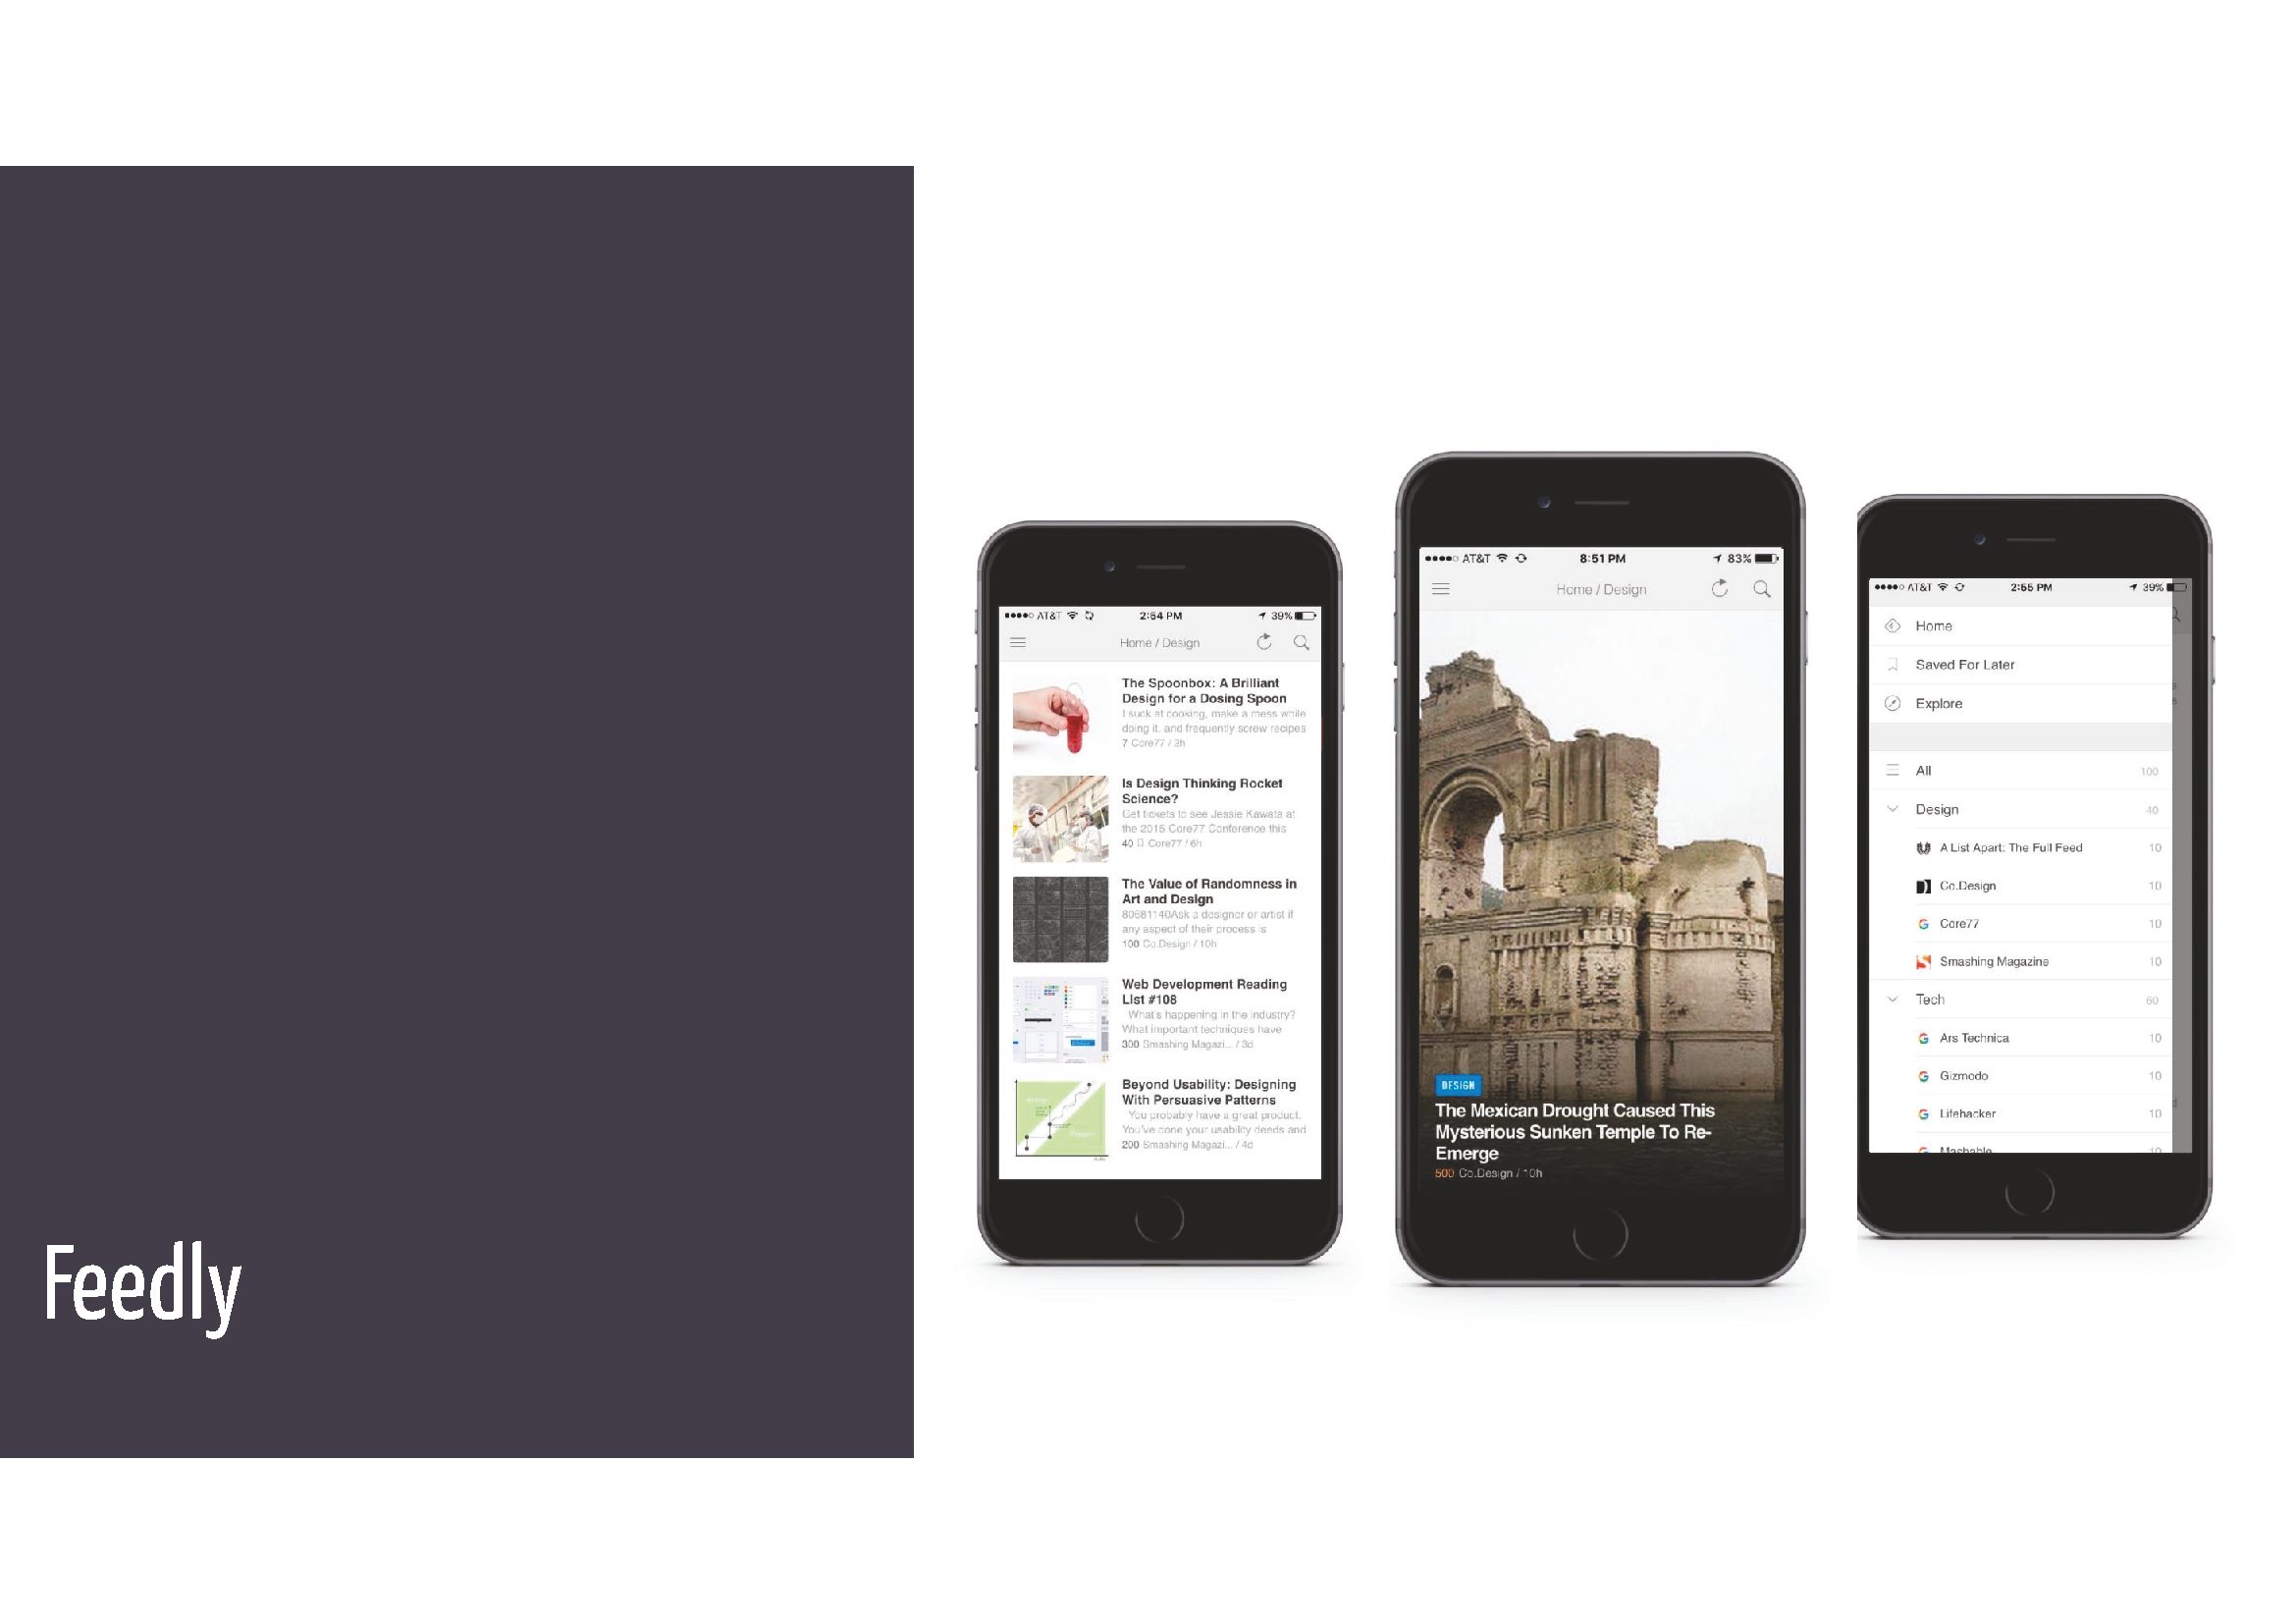 Feedly
AT&T 2:54 PM 39%
Home / Design
The Spoonbox: A Brilliant
Design for a Dosing Spoon
I suck at cooking, make a mess while
doing it, and frequently screw recipes
7 Core77 / 2h
Is Design Thinking Rocket
Science?
Get tickets to see Jessie Kawata at
the 2015 Core77 Conference this
40 Core77 / 6h
The Value of Randomness in
Art and Design
80681140Ask a designer or artist if
any aspect of their process is
100 Co.Design / 10h
Web Development Reading
List #108
What's happening in the industry?
What important techniques have
300 Smashing Magazi... / 3d
Beyond Usability: Designing
With Persuasive Patterns
You probably have a great product.
You've done your usability deeds and
200 Smashing Magazi... / 4d
AT&T 8:51 PM 83%
Home / Design
DESIGN
The Mexican Drought Caused This
Mysterious Sunken Temple To Re-
Emerge
500 Co.Design / 10h
AT&T 2:55 PM 39%
Home
Saved For Later
Explore
All 100
Design 40
A List Apart: The Full Feed 10
Co.Design 10
Core77 10
Smashing Magazine 10
Tech 60
Ars Technica 10
Gizmodo 10
Lifehacker 10
Mashable 10